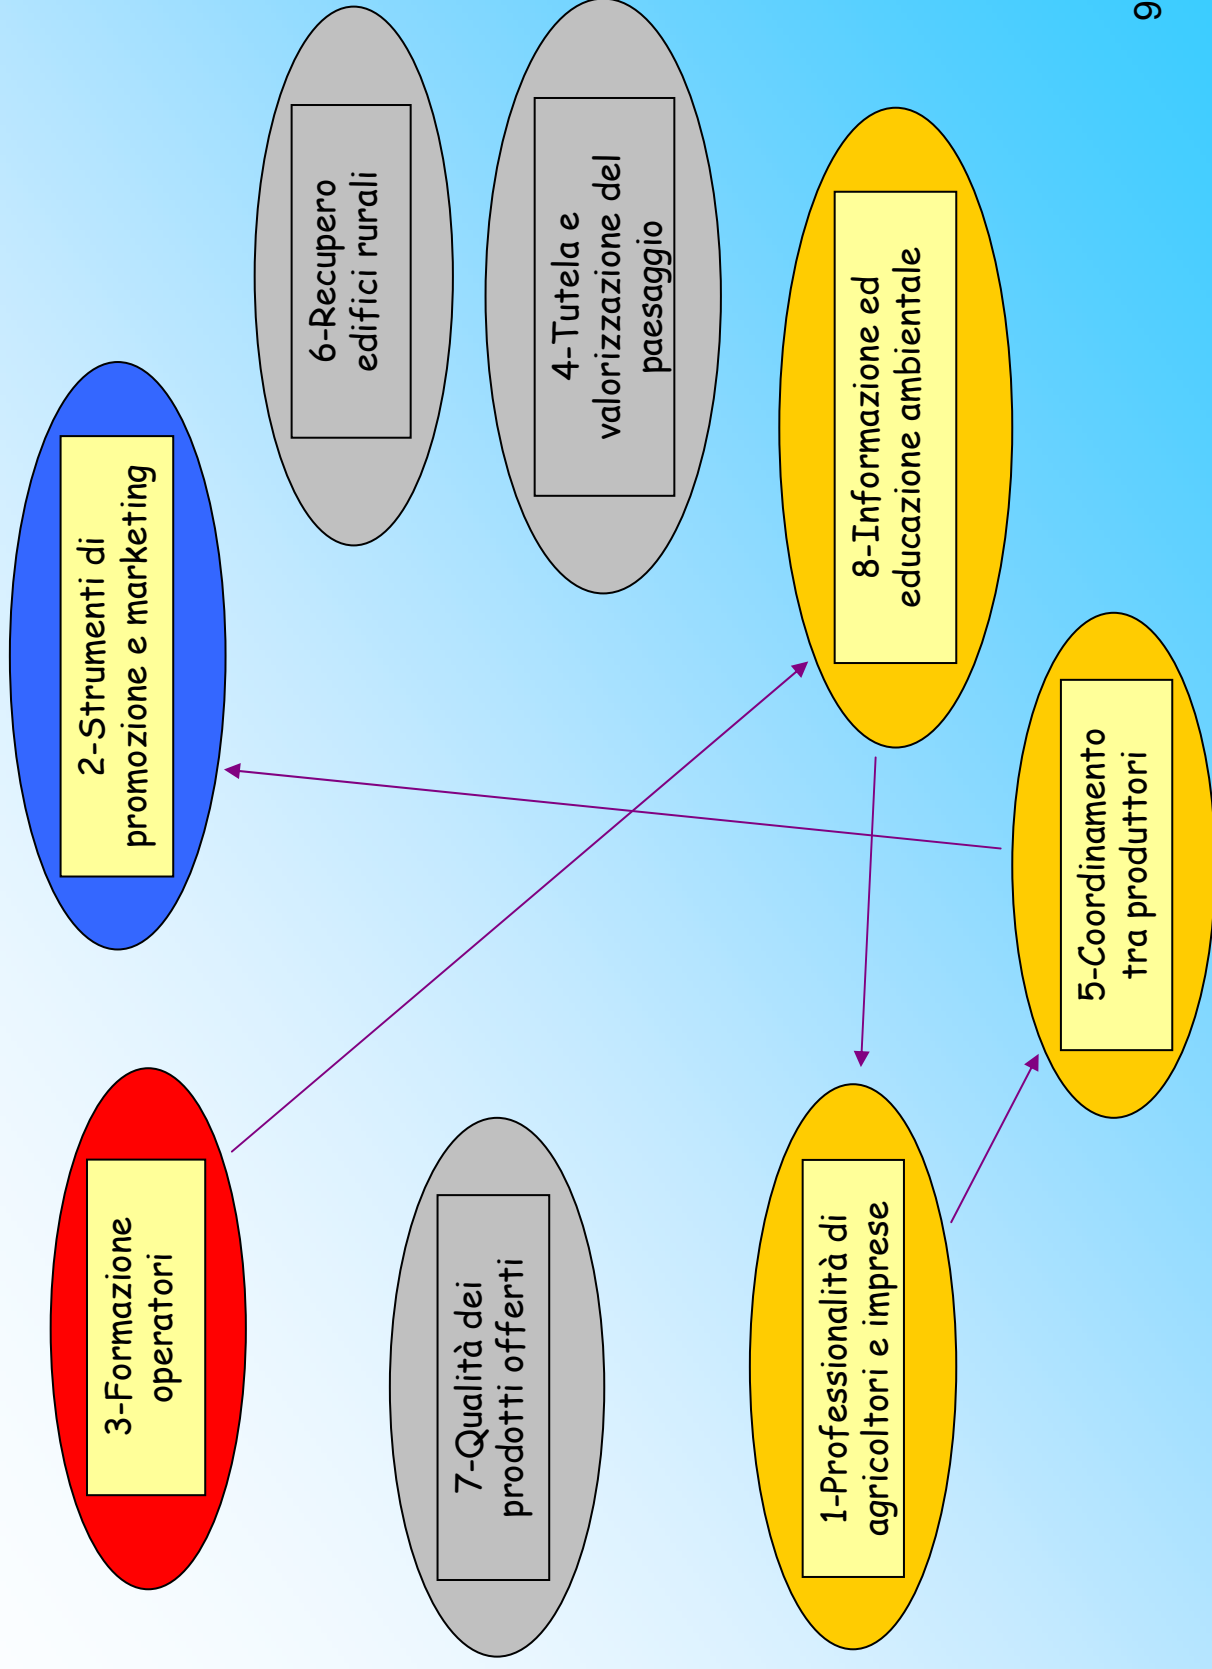 3-Formazione
operatori
2-Strumenti di
promozione e marketing
6-Recupero
edifici rurali
7-Qualità dei
prodotti offerti
4-Tutela e
valorizzazione del
paesaggio
1-Professionalità di
agricoltori e imprese
8-Informazione ed
educazione ambientale
5-Coordinamento
tra produttori
9